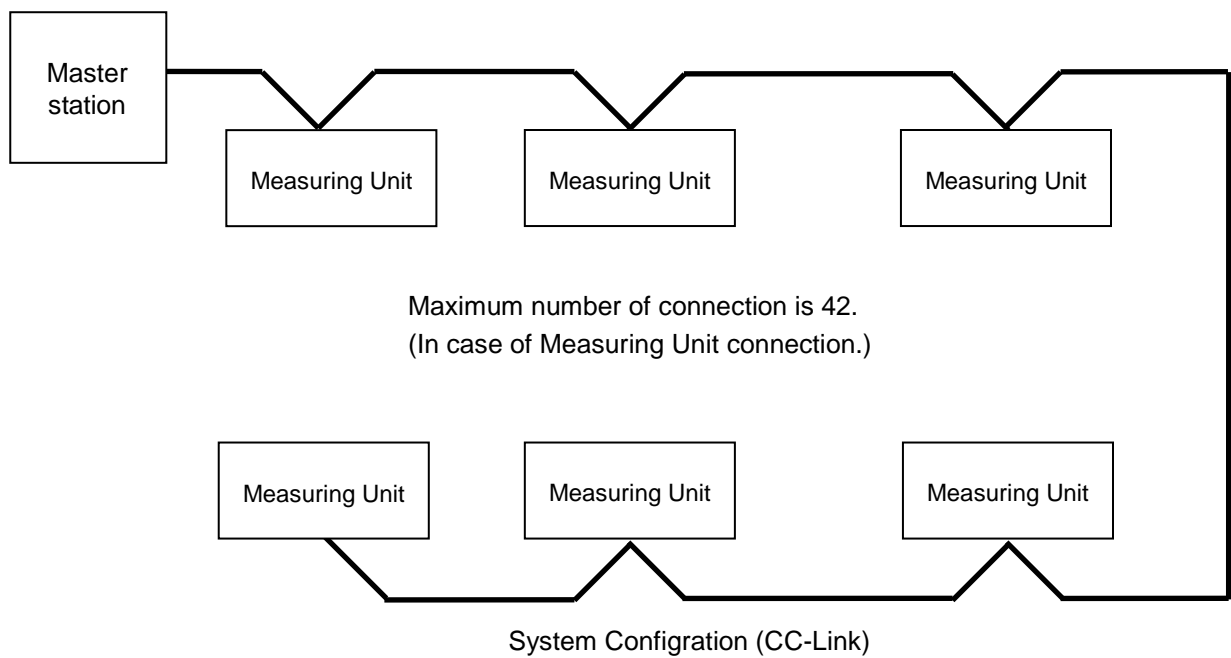 Master
station
Measuring Unit
Measuring Unit
Measuring Unit
Maximum number of connection is 42.
(In case of Measuring Unit connection.)
Measuring Unit
Measuring Unit
Measuring Unit
System Configration (CC-Link)